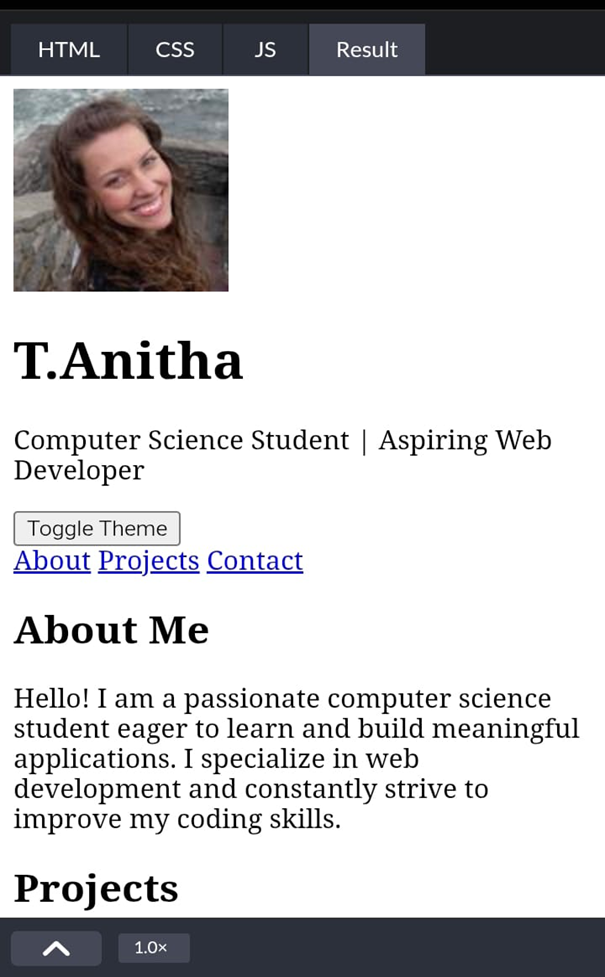 HTML CSS JS Result
T.Anitha
Computer Science Student | Aspiring Web
Developer
Toggle Theme
About Projects Contact
About Me
Hello! I am a passionate computer science
student eager to learn and build meaningful
applications. I specialize in web
development and constantly strive to
improve my coding skills.
Projects
1.0×